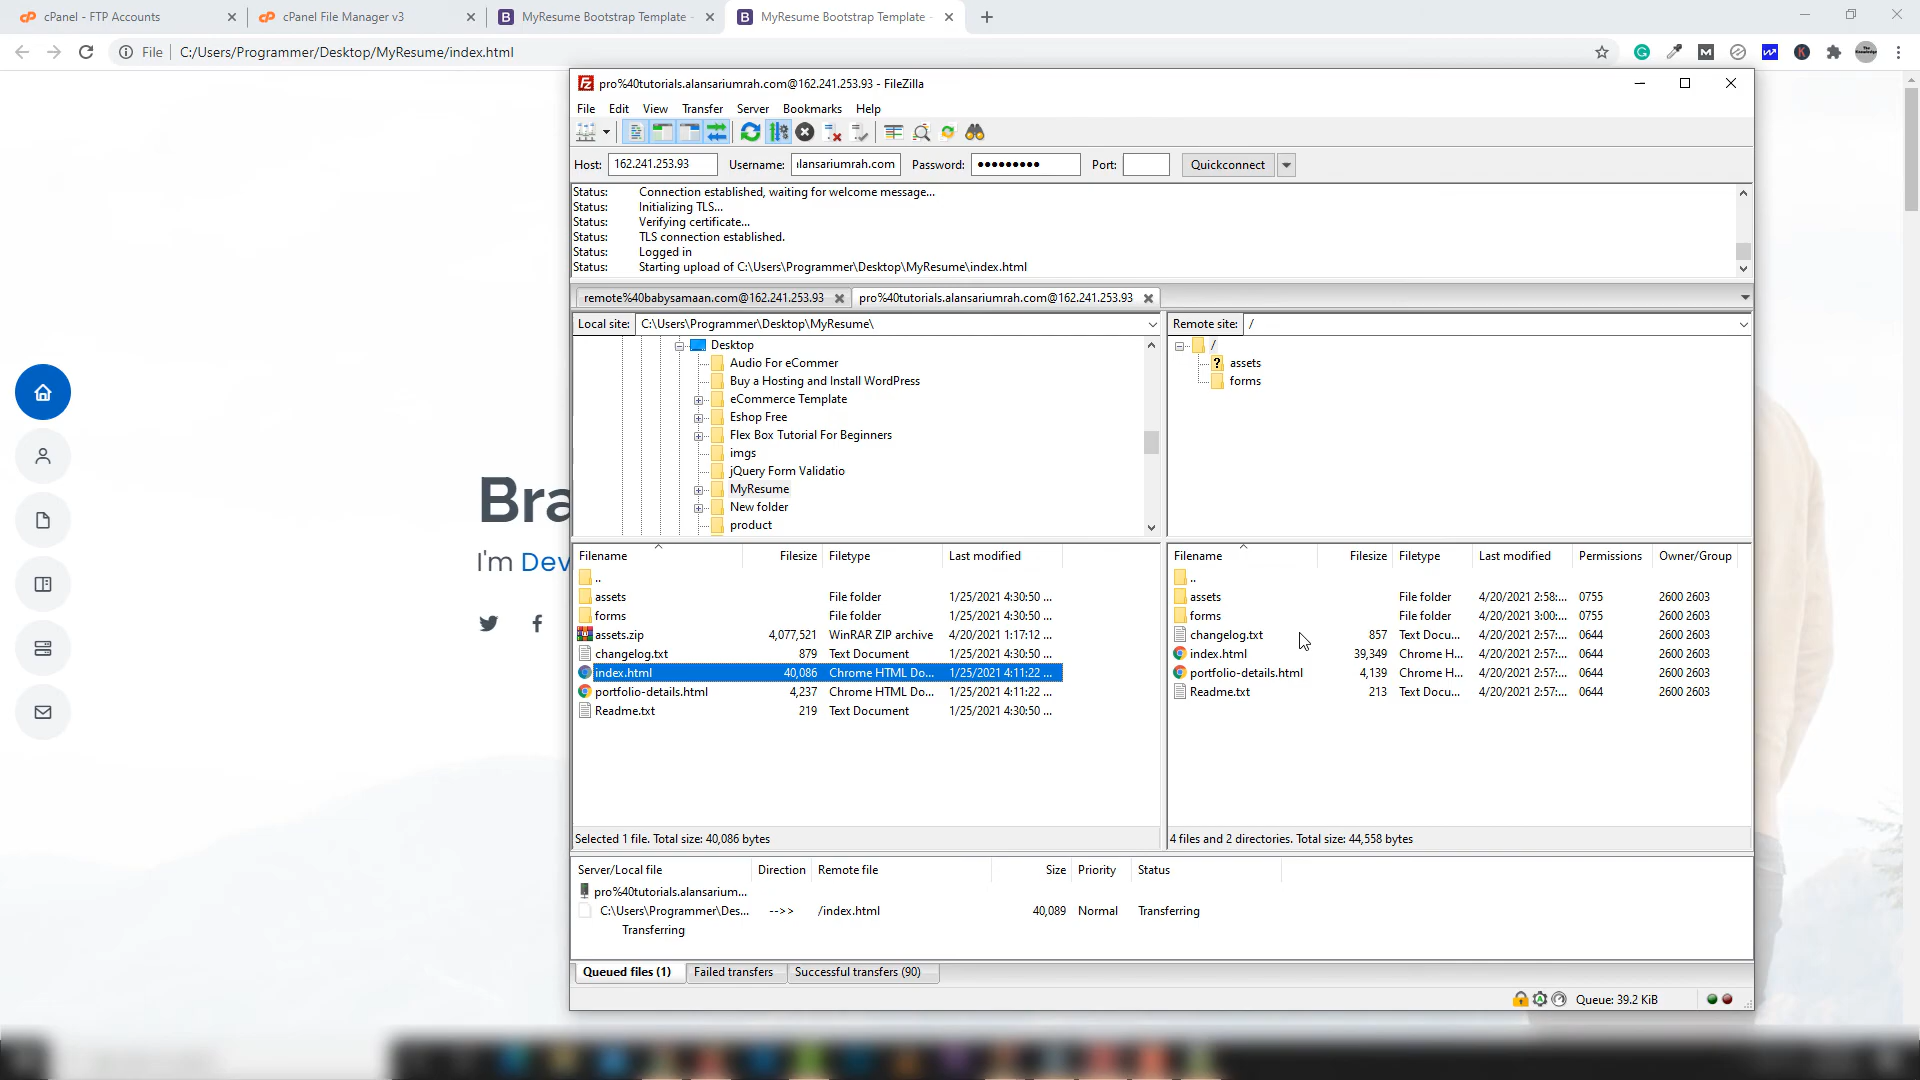 cPanel - FTP Accounts
cPanel File Manager v3
MyResume Bootstrap Template -
MyResume Bootstrap Template -
File C:/Users/Programmer/Desktop/MyResume/index.html
pro%40tutorials.alansariumrah.com@162.241.253.93 - FileZilla
File Edit View Transfer Server Bookmarks Help
Host: 162.241.253.93 Username: ılansariumrah.com Password: ●●●●●●●●● Port: Quickconnect
Status: Connection established, waiting for welcome message...
Status: Initializing TLS...
Status: Verifying certificate...
Status: TLS connection established.
Status: Logged in
Status: Starting upload of C:\Users\Programmer\Desktop\MyResume\index.html
remote%40babysamaan.com@162.241.253.93 pro%40tutorials.alansariumrah.com@162.241.253.93
Local site: C:\Users\Programmer\Desktop\MyResume\
Desktop
Audio For eCommer
Buy a Hosting and Install WordPress
eCommerce Template
Eshop Free
Flex Box Tutorial For Beginners
imgs
jQuery Form Validatio
MyResume
New folder
product
Remote site: /
/
assets
forms
Filename Filesize Filetype Last modified
..
assets File folder 1/25/2021 4:30:50 ...
forms File folder 1/25/2021 4:30:50 ...
assets.zip 4,077,521 WinRAR ZIP archive 4/20/2021 1:17:12 ...
changelog.txt 879 Text Document 1/25/2021 4:30:50 ...
index.html 40,086 Chrome HTML Do... 1/25/2021 4:11:22 ...
portfolio-details.html 4,237 Chrome HTML Do... 1/25/2021 4:11:22 ...
Readme.txt 219 Text Document 1/25/2021 4:30:50 ...
Selected 1 file. Total size: 40,086 bytes
Filename Filesize Filetype Last modified Permissions Owner/Group
..
assets File folder 4/20/2021 2:58:... 0755 2600 2603
forms File folder 4/20/2021 3:00:... 0755 2600 2603
changelog.txt 857 Text Docu... 4/20/2021 2:57:... 0644 2600 2603
index.html 39,349 Chrome H... 4/20/2021 2:57:... 0644 2600 2603
portfolio-details.html 4,139 Chrome H... 4/20/2021 2:57:... 0644 2600 2603
Readme.txt 213 Text Docu... 4/20/2021 2:57:... 0644 2600 2603
4 files and 2 directories. Total size: 44,558 bytes
Server/Local file Direction Remote file Size Priority Status
pro%40tutorials.alansarium...
C:\Users\Programmer\Des... -->> /index.html 40,089 Normal Transferring
Transferring
Queued files (1) Failed transfers Successful transfers (90)
Queue: 39.2 KiB
Bra
I'm Dev